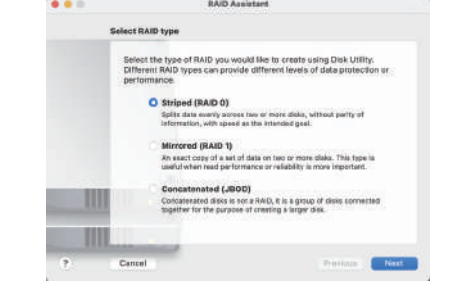 RAID Assistant
Select RAID type
Select the type of RAID you would like to create using Disk Utility.
Different RAID types can provide different levels of data protection or
performance.
Striped (RAID 0)
Splits data evenly across two or more disks, without parity of
information, with speed as the intended goal.
Mirrored (RAID 1)
An exact copy of a set of data on two or more disks. This type is
useful when read performance or reliability is more important.
Concatenated (JBOD)
Concatenated disks is not a RAID, it is a group of disks connected
together for the purpose of creating a larger disk.
?
Cancel
Previous
Next